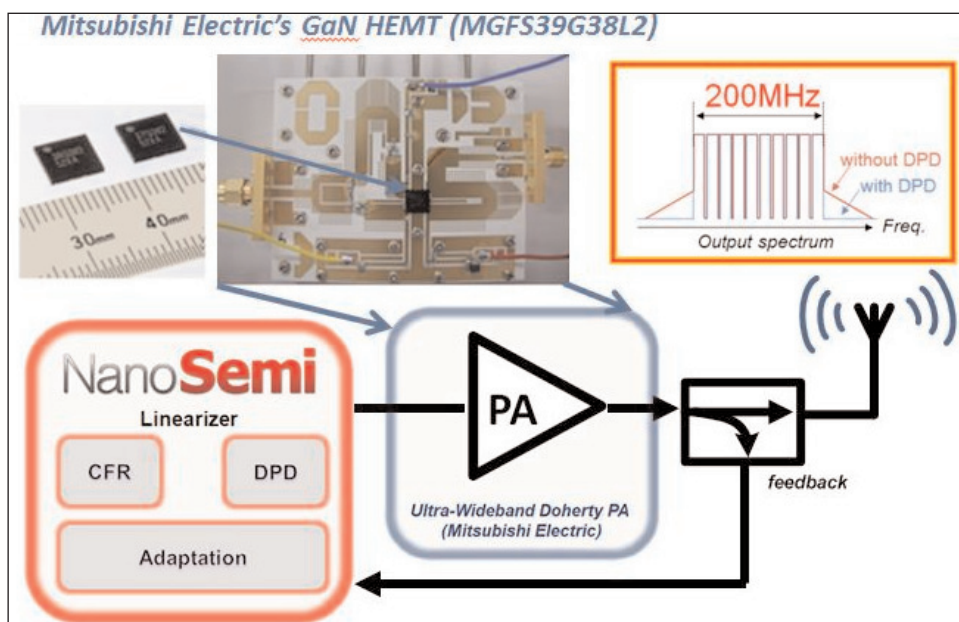 Mitsubishi Electric's GaN HEMT (MGFS39G38L2)
30mm
40mm
200MHz
without DPD
with DPD
Freq.
Output spectrum
NanoSemi
Linearizer
CFR
DPD
Adaptation
PA
Ultra-Wideband Doherty PA
(Mitsubishi Electric)
feedback